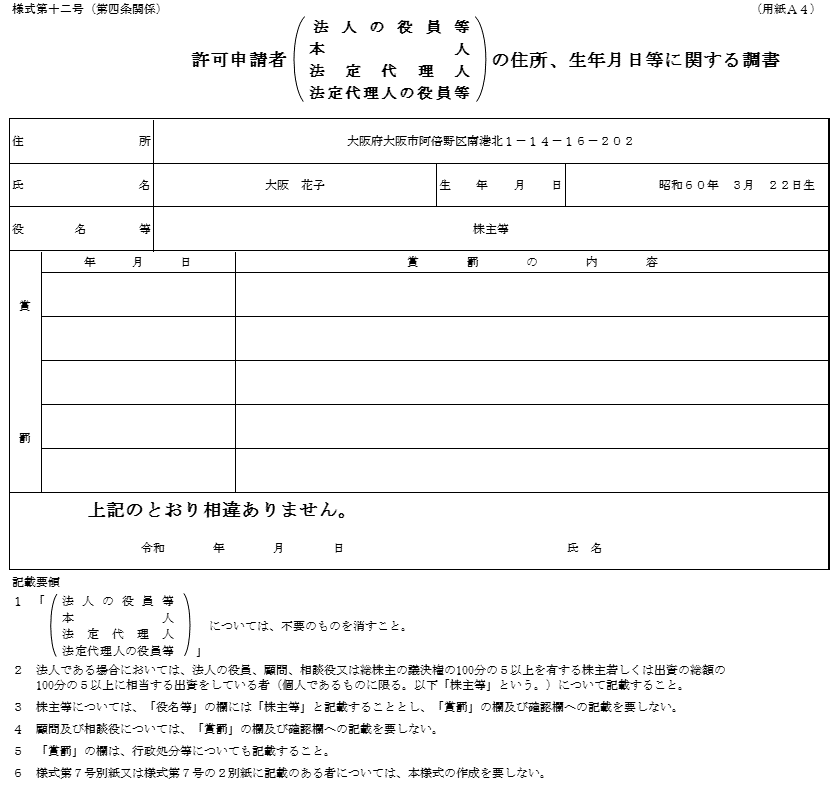 様式第十二号（第四条関係）
（用紙Ａ４）
法人の役員等
許可申請者 本人 の住所、生年月日等に関する調書
法定代理人
法定代理人の役員等
住所 大阪府大阪市阿倍野区南港北１－１４－１６－２０２
氏名 大阪　花子 生年月日 昭和６０年　３月　２２日生
役名等 株主等
年月日 賞罰の内容
賞
罰
上記のとおり相違ありません。
令和　年　月　日 氏　名
記載要領
１ 「 法人の役員等
本人
については、不要のものを消すこと。
法定代理人
法定代理人の役員等 」
２ 法人である場合においては、法人の役員、顧問、相談役又は総株主の議決権の100分の５以上を有する株主若しくは出資の総額の
100分の５以上に相当する出資をしている者（個人であるものに限る。以下「株主等」という。）について記載すること。
３ 株主等については、「役名等」の欄には「株主等」と記載することとし、「賞罰」の欄及び確認欄への記載を要しない。
４ 顧問及び相談役については、「賞罰」の欄及び確認欄への記載を要しない。
５ 「賞罰」の欄は、行政処分等についても記載すること。
６ 様式第７号別紙又は様式第７号の２別紙に記載のある者については、本様式の作成を要しない。